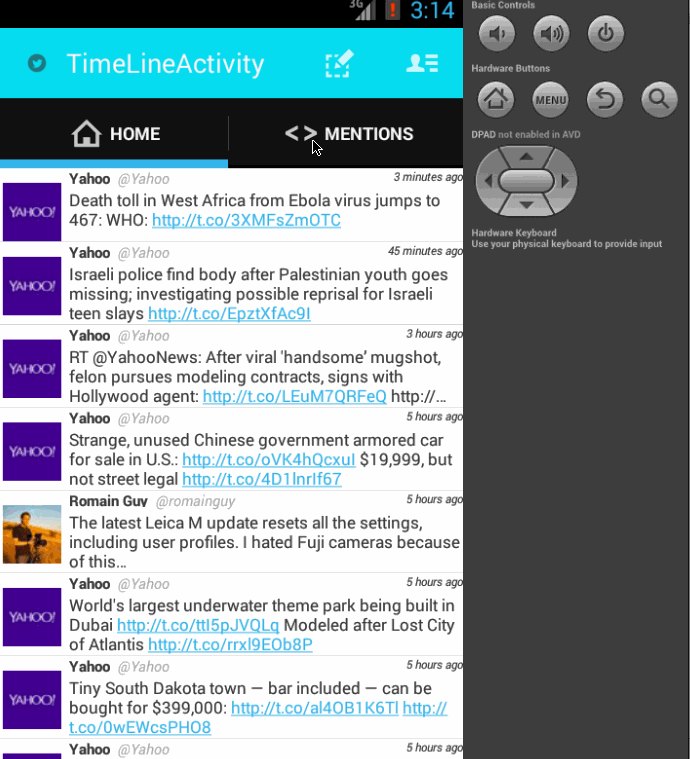 3G 3:14
TimeLineActivity
HOME
< > MENTIONS
Yahoo @Yahoo 3 minutes ago
YAHOO!
Death toll in West Africa from Ebola virus jumps to
467: WHO: http://t.co/3XMFsZmOTC
Yahoo @Yahoo 45 minutes ago
YAHOO!
Israeli police find body after Palestinian youth goes
missing; investigating possible reprisal for Israeli
teen slays http://t.co/EpztXfAc9I
Yahoo @Yahoo 3 hours ago
YAHOO!
RT @YahooNews: After viral 'handsome' mugshot,
felon pursues modeling contracts, signs with
Hollywood agent: http://t.co/LEuM7QRFeQ http://…
Yahoo @Yahoo 5 hours ago
YAHOO!
Strange, unused Chinese government armored car
for sale in U.S.: http://t.co/oVK4hQcxuI $19,999, but
not street legal http://t.co/4D1lnrIf67
Romain Guy @romainguy 5 hours ago
The latest Leica M update resets all the settings,
including user profiles. I hated Fuji cameras because
of this…
Yahoo @Yahoo 5 hours ago
YAHOO!
World's largest underwater theme park being built in
Dubai http://t.co/ttI5pJVQLq Modeled after Lost City
of Atlantis http://t.co/rrxl9EOb8P
Yahoo @Yahoo 5 hours ago
YAHOO!
Tiny South Dakota town — bar included — can be
bought for $399,000: http://t.co/al4OB1K6Tl http://
t.co/0wEWcsPHO8
Yahoo @Yahoo 5 hours ago
Basic Controls
Hardware Buttons
MENU
DPAD not enabled in AVD
Hardware Keyboard
Use your physical keyboard to provide input